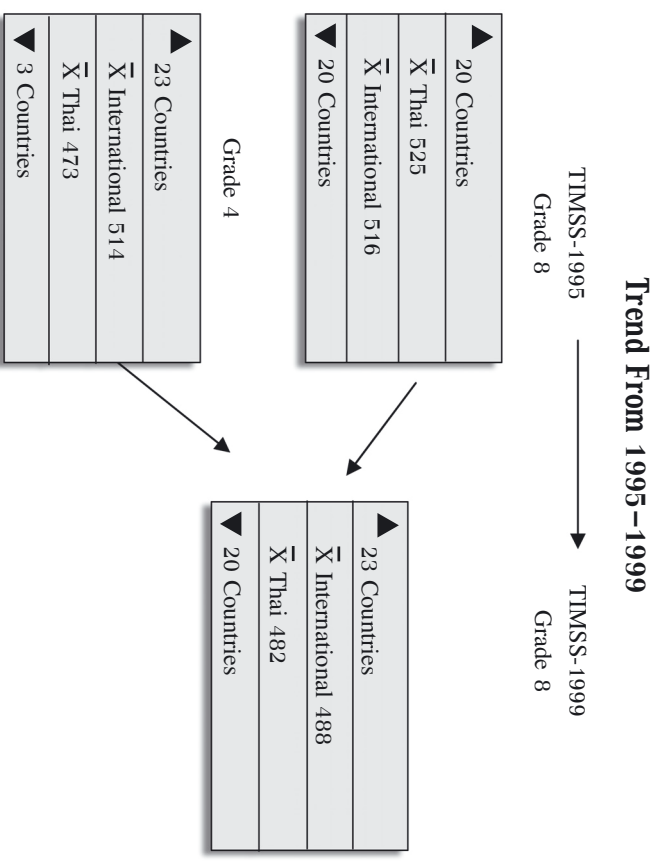 Trend From 1995–1999
TIMSS-1995
Grade 8
TIMSS-1999
Grade 8
▲ 20 Countries
X̄ Thai 525
X̄ International 516
▼ 20 Countries
Grade 4
▲ 23 Countries
X̄ International 514
X̄ Thai 473
▼ 3 Countries
▲ 23 Countries
X̄ International 488
X̄ Thai 482
▼ 20 Countries